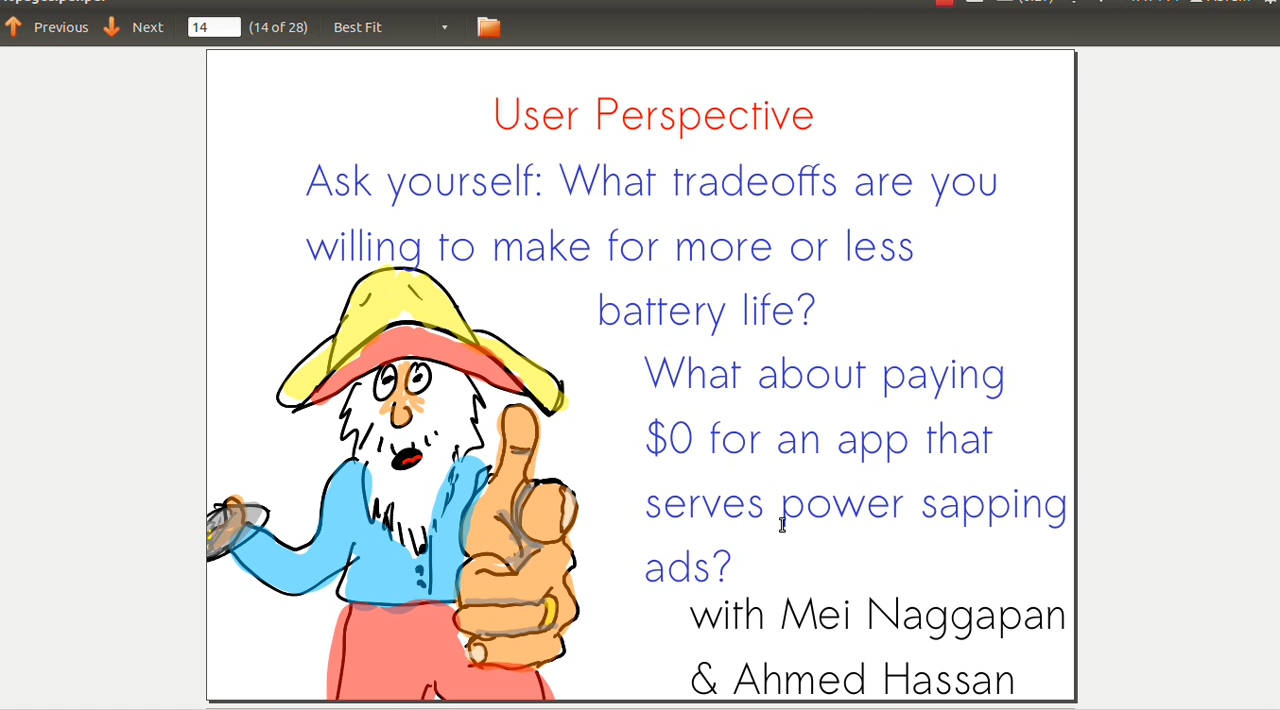 Previous Next 14 (14 of 28) Best Fit
User Perspective
Ask yourself: What tradeoffs are you
willing to make for more or less
battery life?
What about paying
$0 for an app that
serves power sapping
ads?
with Mei Naggapan
& Ahmed Hassan